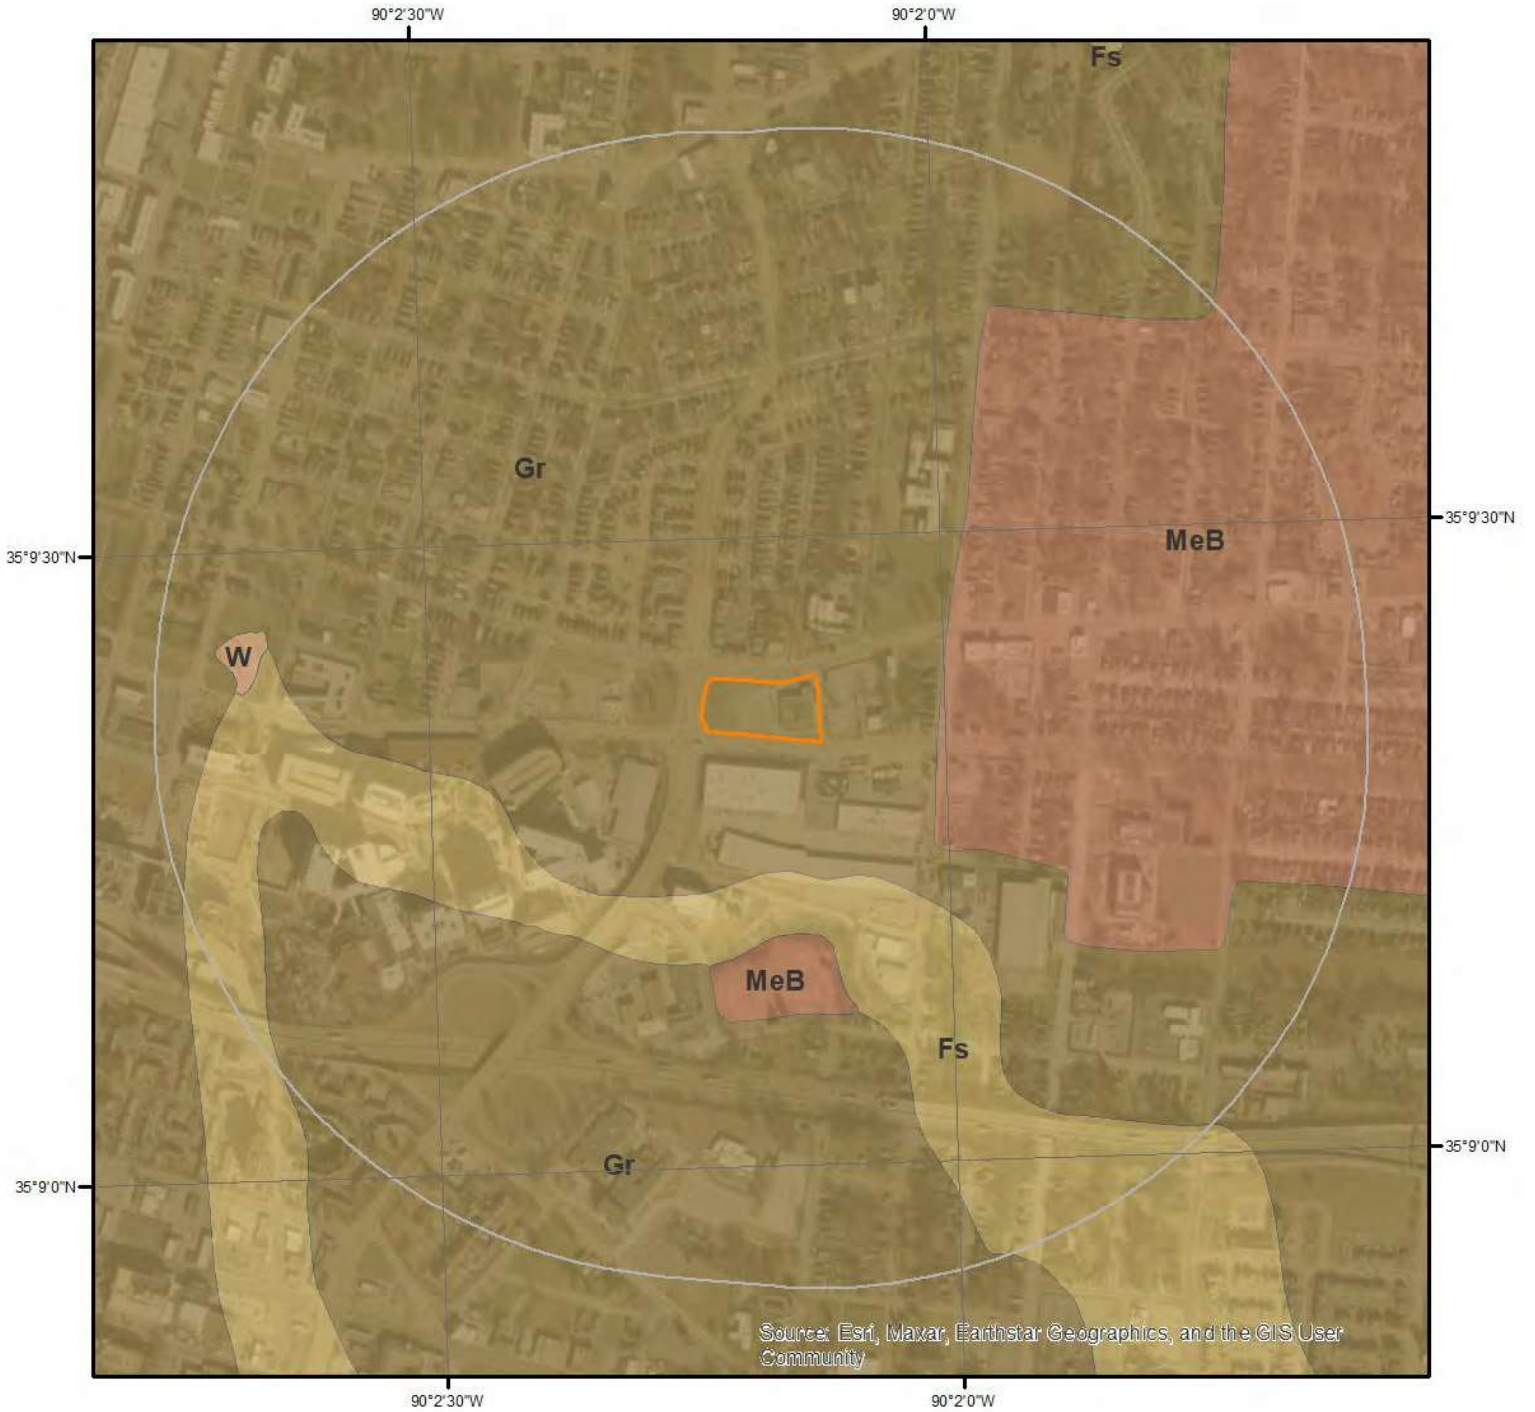 90°2'30"W
90°2'0"W
Fs
Gr
35°9'30"N
MeB
35°9'30"N
W
MeB
Fs
35°9'0"N
Gr
35°9'0"N
Source: Esri, Maxar, Earthstar Geographics, and the GIS User
Community
90°2'30"W
90°2'0"W